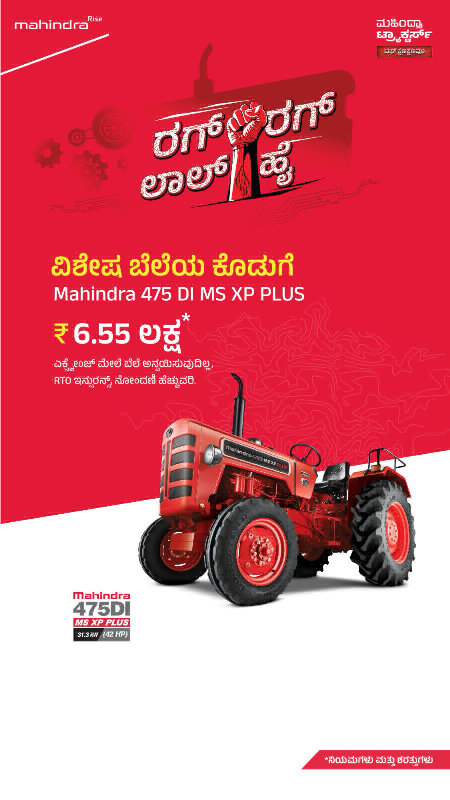 mahindra Rise
ಮಹಿಂದ್ರಾ
ಟ್ರ್ಯಾಕ್ಟರ್ಸ್
ರಗ್ ರಗ್
ಲಾಲ್ ಹೈ
ವಿಶೇಷ ಬೆಲೆಯ ಕೊಡುಗೆ
Mahindra 475 DI MS XP PLUS
₹ 6.55 ಲಕ್ಷ*
ಎಕ್ಸ್ಚೇಂಜ್ ಮೇಲೆ ಬೆಲೆ ಅನ್ವಯಿಸುವುದಿಲ್ಲ,
RTO ಇನ್ಷುರೆನ್ಸ್ ನೋಂದಣಿ ಹೆಚ್ಚುವರಿ.
Mahindra
475DI
MS XP PLUS
31.3 kW (42 HP)
*ನಿಯಮಗಳು ಮತ್ತು ಶರತ್ತುಗಳು